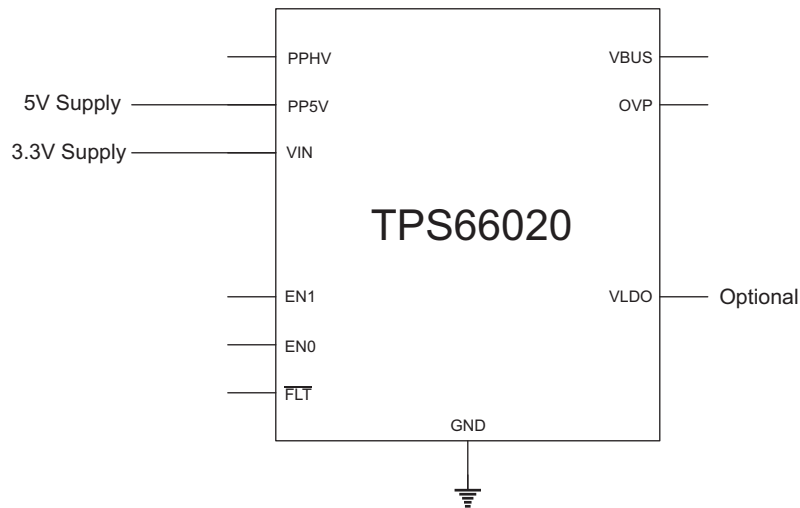 PPHV
VBUS
5V Supply
PP5V
OVP
3.3V Supply
VIN
TPS66020
EN1
VLDO
Optional
EN0
FLT
GND